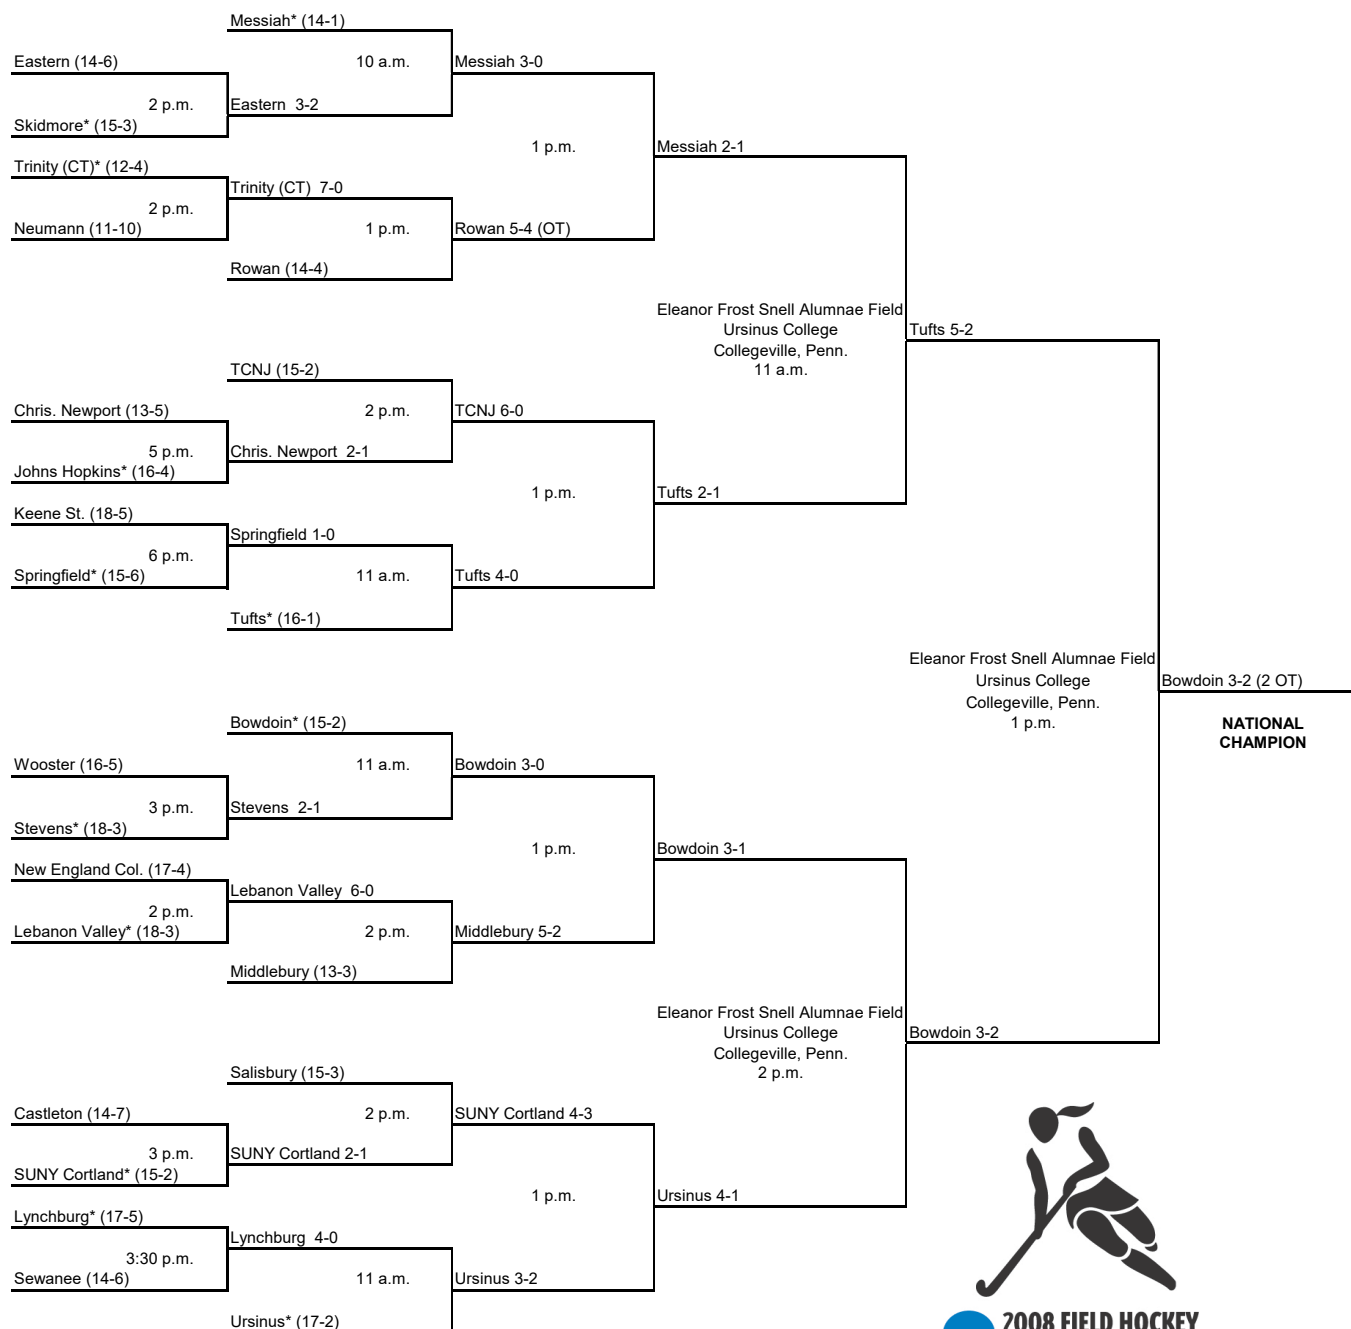 Messiah* (14-1)
Eastern (14-6)
10 a.m.
Messiah 3-0
2 p.m.
Eastern  3-2
Skidmore* (15-3)
1 p.m.
Messiah 2-1
Trinity (CT)* (12-4)
Trinity (CT)  7-0
2 p.m.
Neumann (11-10)
1 p.m.
Rowan 5-4 (OT)
Rowan (14-4)
Eleanor Frost Snell Alumnae Field
Ursinus College
Collegeville, Penn.
11 a.m.
Tufts 5-2
TCNJ (15-2)
Chris. Newport (13-5)
2 p.m.
TCNJ 6-0
5 p.m.
Chris. Newport  2-1
Johns Hopkins* (16-4)
1 p.m.
Tufts 2-1
Keene St. (18-5)
Springfield 1-0
6 p.m.
Springfield* (15-6)
11 a.m.
Tufts 4-0
Tufts* (16-1)
Eleanor Frost Snell Alumnae Field
Ursinus College
Collegeville, Penn.
1 p.m.
Bowdoin 3-2 (2 OT)
NATIONAL
CHAMPION
Bowdoin* (15-2)
Wooster (16-5)
11 a.m.
Bowdoin 3-0
3 p.m.
Stevens  2-1
Stevens* (18-3)
1 p.m.
Bowdoin 3-1
New England Col. (17-4)
Lebanon Valley  6-0
2 p.m.
Lebanon Valley* (18-3)
2 p.m.
Middlebury 5-2
Middlebury (13-3)
Eleanor Frost Snell Alumnae Field
Ursinus College
Collegeville, Penn.
2 p.m.
Bowdoin 3-2
Salisbury (15-3)
Castleton (14-7)
2 p.m.
SUNY Cortland 4-3
3 p.m.
SUNY Cortland 2-1
SUNY Cortland* (15-2)
1 p.m.
Ursinus 4-1
Lynchburg* (17-5)
Lynchburg  4-0
3:30 p.m.
Sewanee (14-6)
11 a.m.
Ursinus 3-2
Ursinus* (17-2)
2008 FIELD HOCKEY